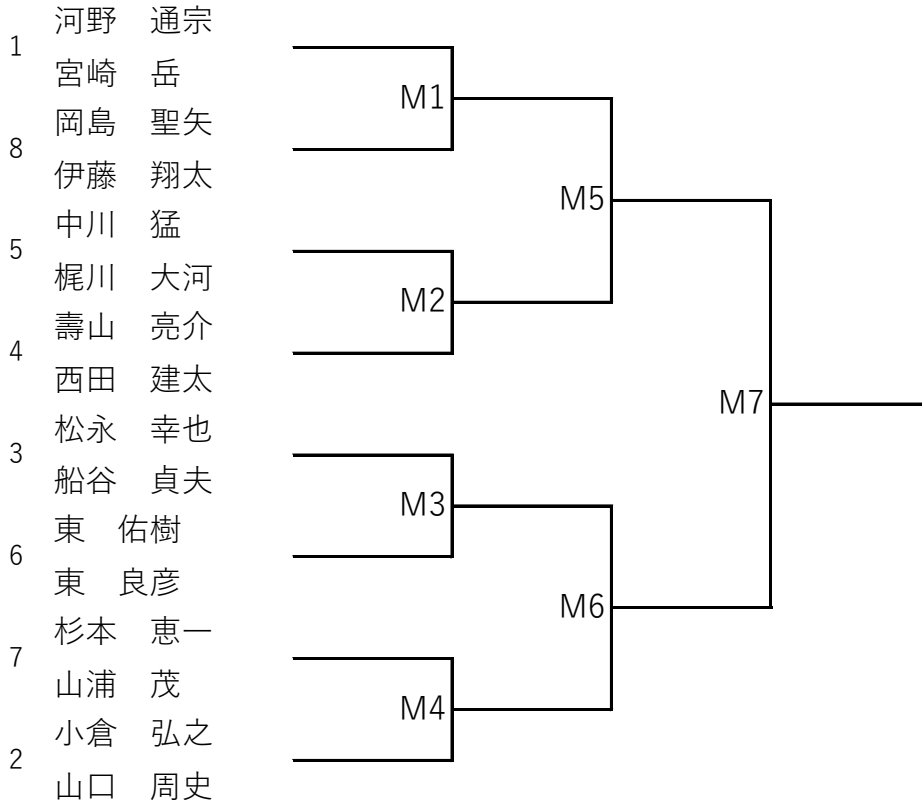 河野　通宗
1
宮崎　岳
M1
岡島　聖矢
8
伊藤　翔太
M5
中川　猛
5
梶川　大河
M2
壽山　亮介
4
西田　建太
M7
松永　幸也
3
船谷　貞夫
M3
東　佑樹
6
東　良彦
M6
杉本　恵一
7
山浦　茂
M4
小倉　弘之
2
山口　周史